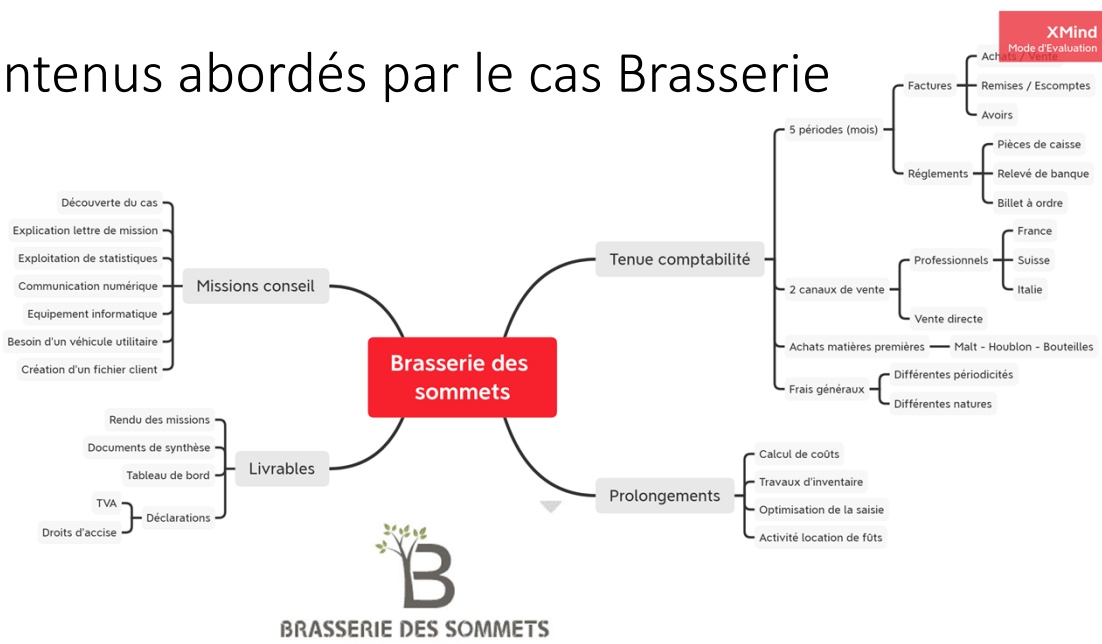 XMind
Mode d'Evaluation
ntenus abordés par le cas Brasserie
Brasserie des
sommets
Missions conseil
Découverte du cas
Explication lettre de mission
Exploitation de statistiques
Communication numérique
Equipement informatique
Besoin d'un véhicule utilitaire
Création d'un fichier client
Livrables
Rendu des missions
Documents de synthèse
Tableau de bord
Déclarations
TVA
Droits d'accise
Tenue comptabilité
5 périodes (mois)
Factures
Achats / Vente
Remises / Escomptes
Avoirs
Réglements
Pièces de caisse
Relevé de banque
Billet à ordre
2 canaux de vente
Professionnels
France
Suisse
Italie
Vente directe
Achats matières premières
Malt - Houblon - Bouteilles
Frais généraux
Différentes périodicités
Différentes natures
Prolongements
Calcul de coûts
Travaux d'inventaire
Optimisation de la saisie
Activité location de fûts
B
BRASSERIE DES SOMMETS